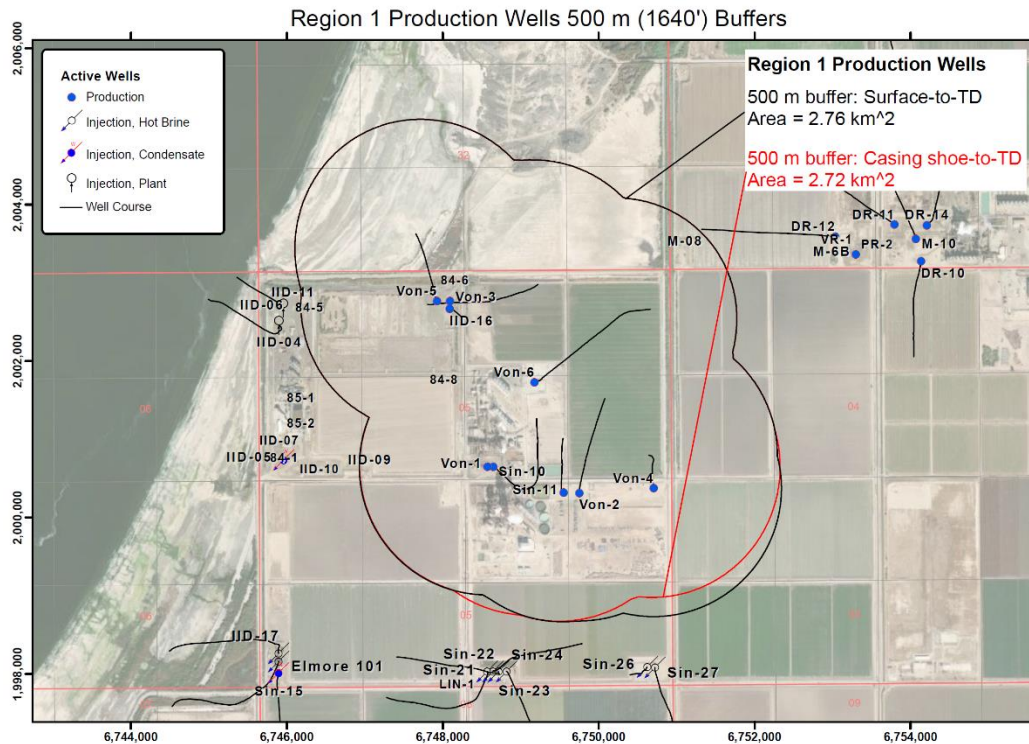 Region 1 Production Wells 500 m (1640') Buffers
2,006,000
2,004,000
2,002,000
2,000,000
1,998,000
Active Wells
Production
Injection, Hot Brine
Injection, Condensate
Injection, Plant
Well Course
Region 1 Production Wells
500 m buffer: Surface-to-TD
Area = 2.76 km^2
500 m buffer: Casing shoe-to-TD
Area = 2.72 km^2
32
DR-11
DR-14
DR-12
VR-1
PR-2
M-10
M-08
M-6B
DR-10
84-6
IID-11
Von-5
Von-3
IID-06
84-5
IID-16
IID-04
Von-6
84-8
85-1
06
05
04
85-2
IID-07
IID-05
84-1
IID-10
IID-09
Von-1
Sin-10
Sin-11
Von-4
Von-2
06
05
IID-17
Elmore 101
Sin-15
Sin-22
Sin-24
Sin-21
LIN-1
Sin-23
Sin-26
Sin-27
09
6,744,000
6,746,000
6,748,000
6,750,000
6,752,000
6,754,000